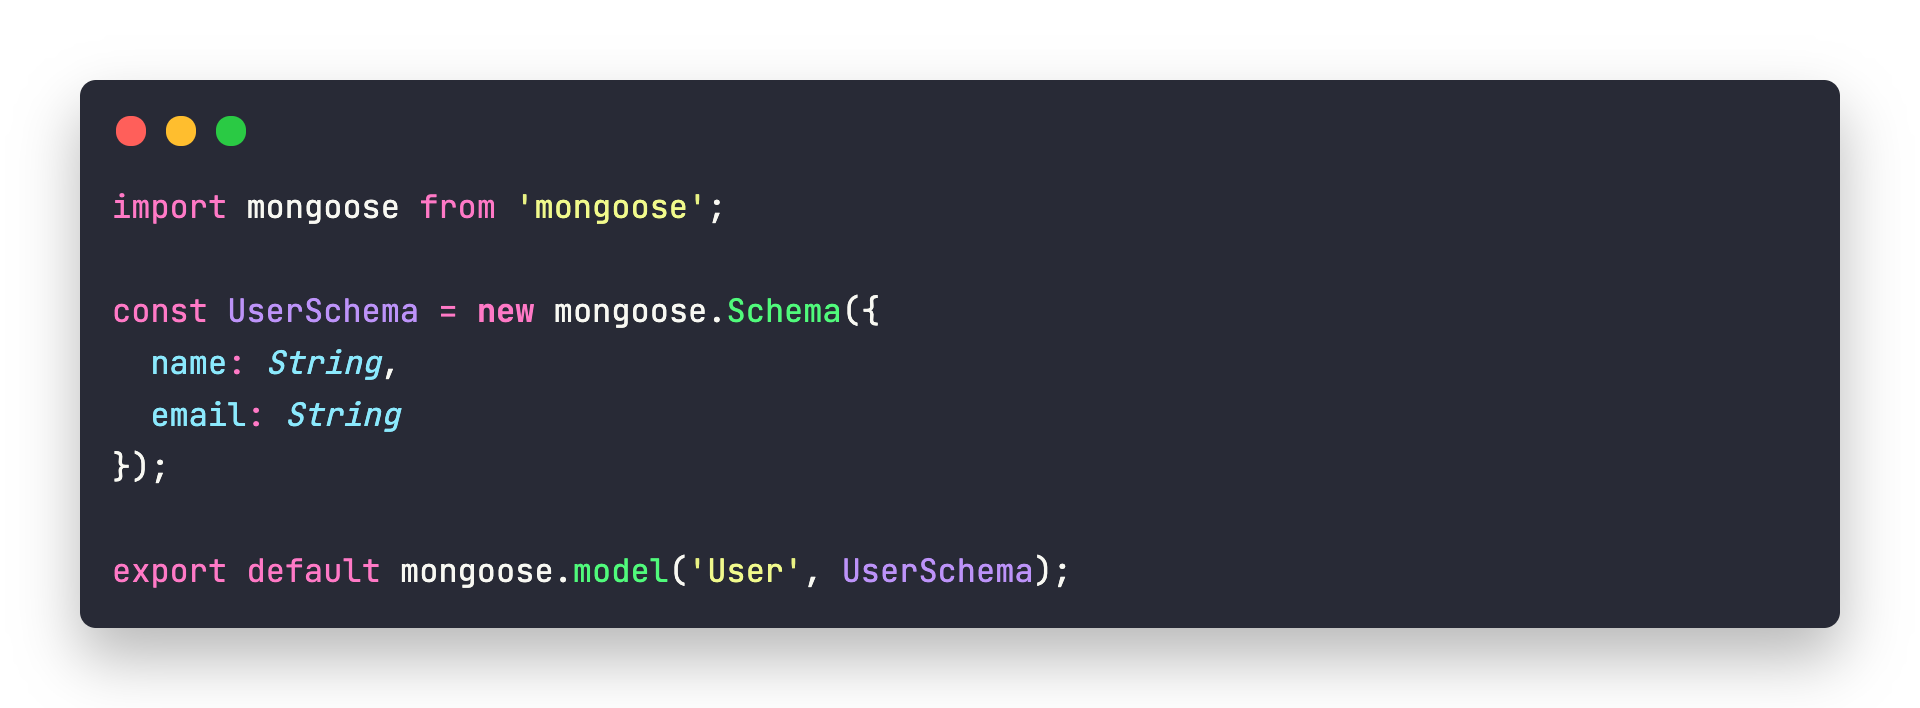 import mongoose from 'mongoose';

const UserSchema = new mongoose.Schema({
  name: String,
  email: String
});

export default mongoose.model('User', UserSchema);